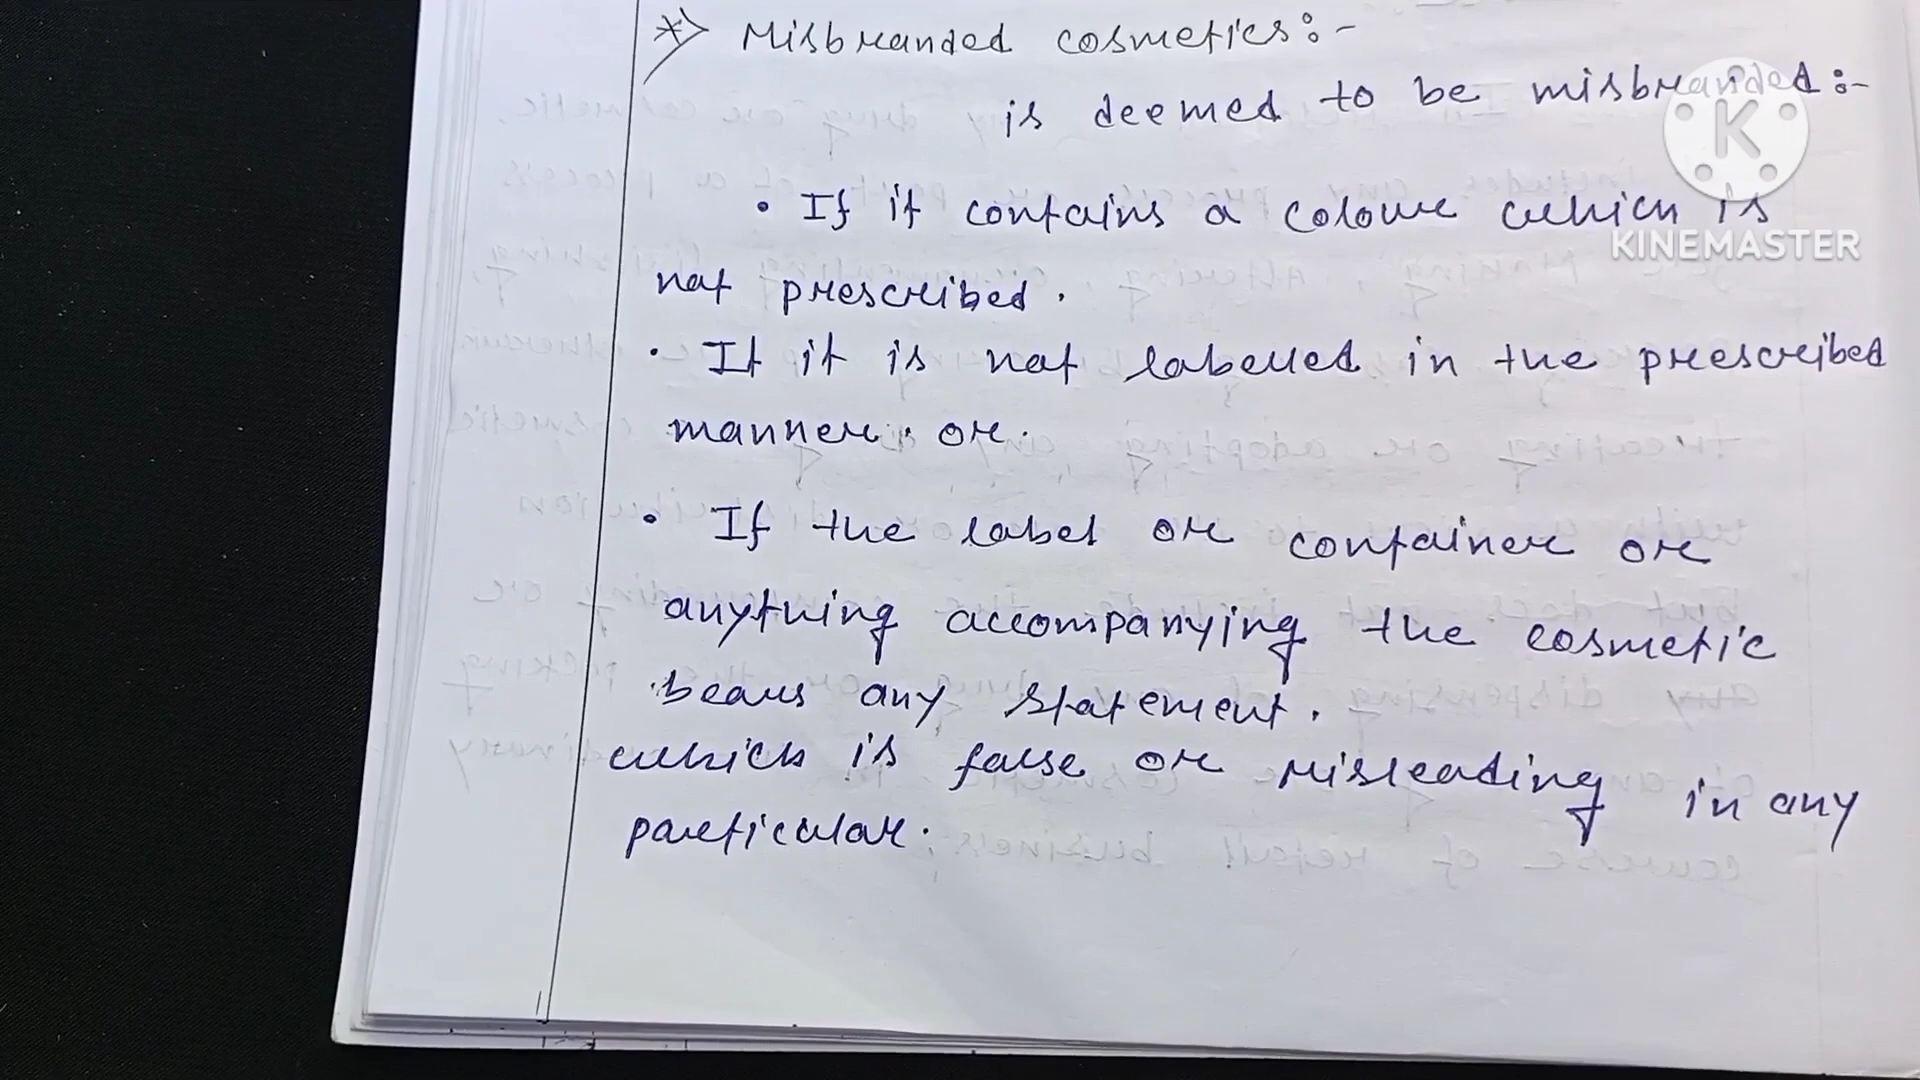 *> Misbranded cosmetics:-
is deemed to be misbranded:-
• If it contains a colour which is
not prescribed.
• If it is not labelled in the prescribed
manner. or.
• If the label or container or
anything accompanying the cosmetic
bears any statement.
which is false or misleading in any
particular.
K
KINEMASTER